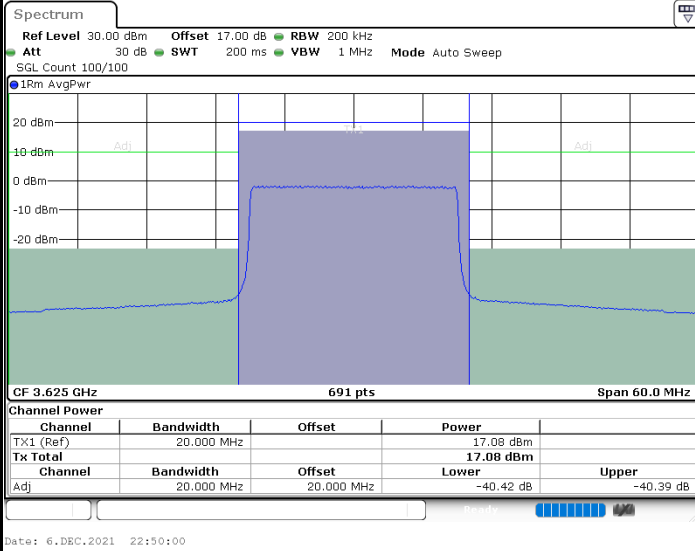 Spectrum
Ref Level 30.00 dBm Offset 17.00 dB RBW 200 kHz
Att 30 dB SWT 200 ms VBW 1 MHz Mode Auto Sweep
SGL Count 100/100
1Rm AvgPwr
20 dBm
TX1
Adj Adj
10 dBm
0 dBm
-10 dBm
-20 dBm
CF 3.625 GHz 691 pts Span 60.0 MHz
Channel Power
Channel Bandwidth Offset Power
TX1 (Ref) 20.000 MHz 17.08 dBm
Tx Total 17.08 dBm
Channel Bandwidth Offset Lower Upper
Adj 20.000 MHz 20.000 MHz -40.42 dB -40.39 dB
Ready
Date: 6.DEC.2021 22:50:00